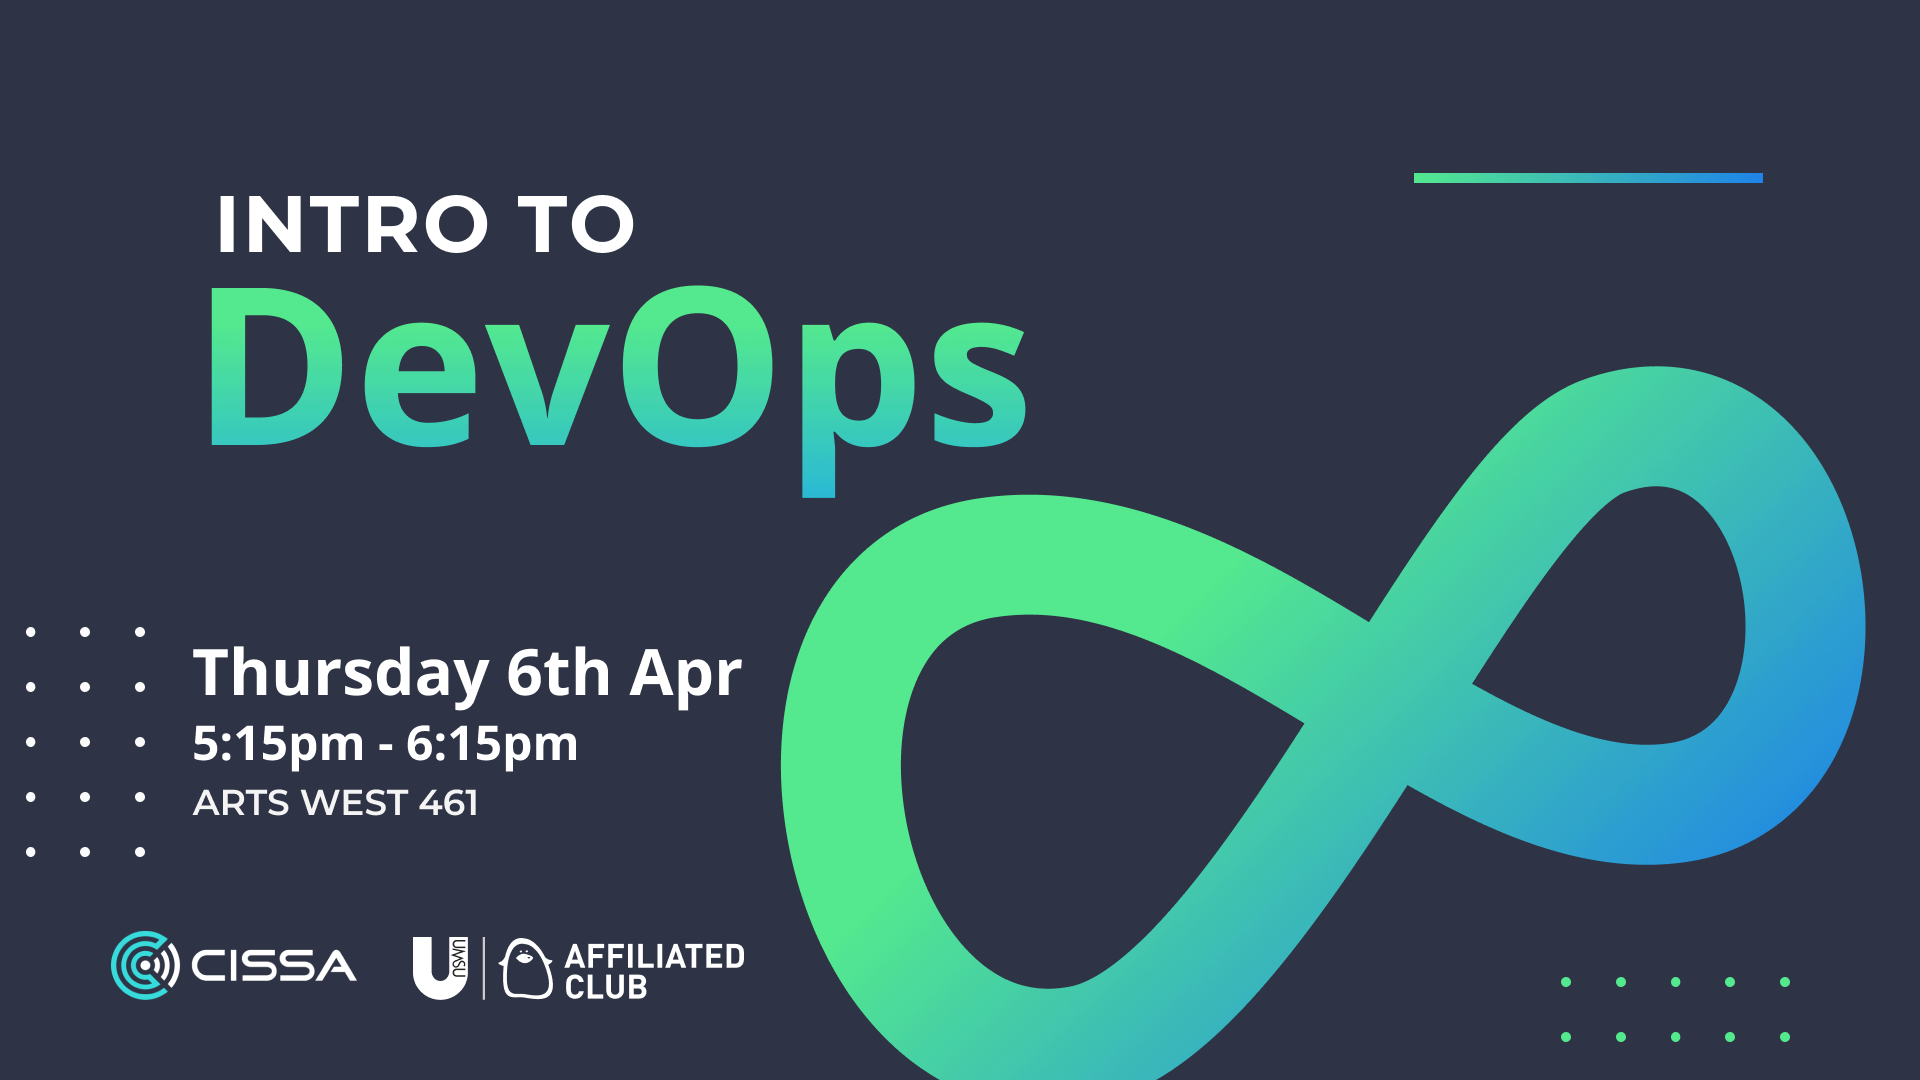 INTRO TO
DevOps
Thursday 6th Apr
5:15pm - 6:15pm
ARTS WEST 461
CISSA
UMSU
AFFILIATED
CLUB